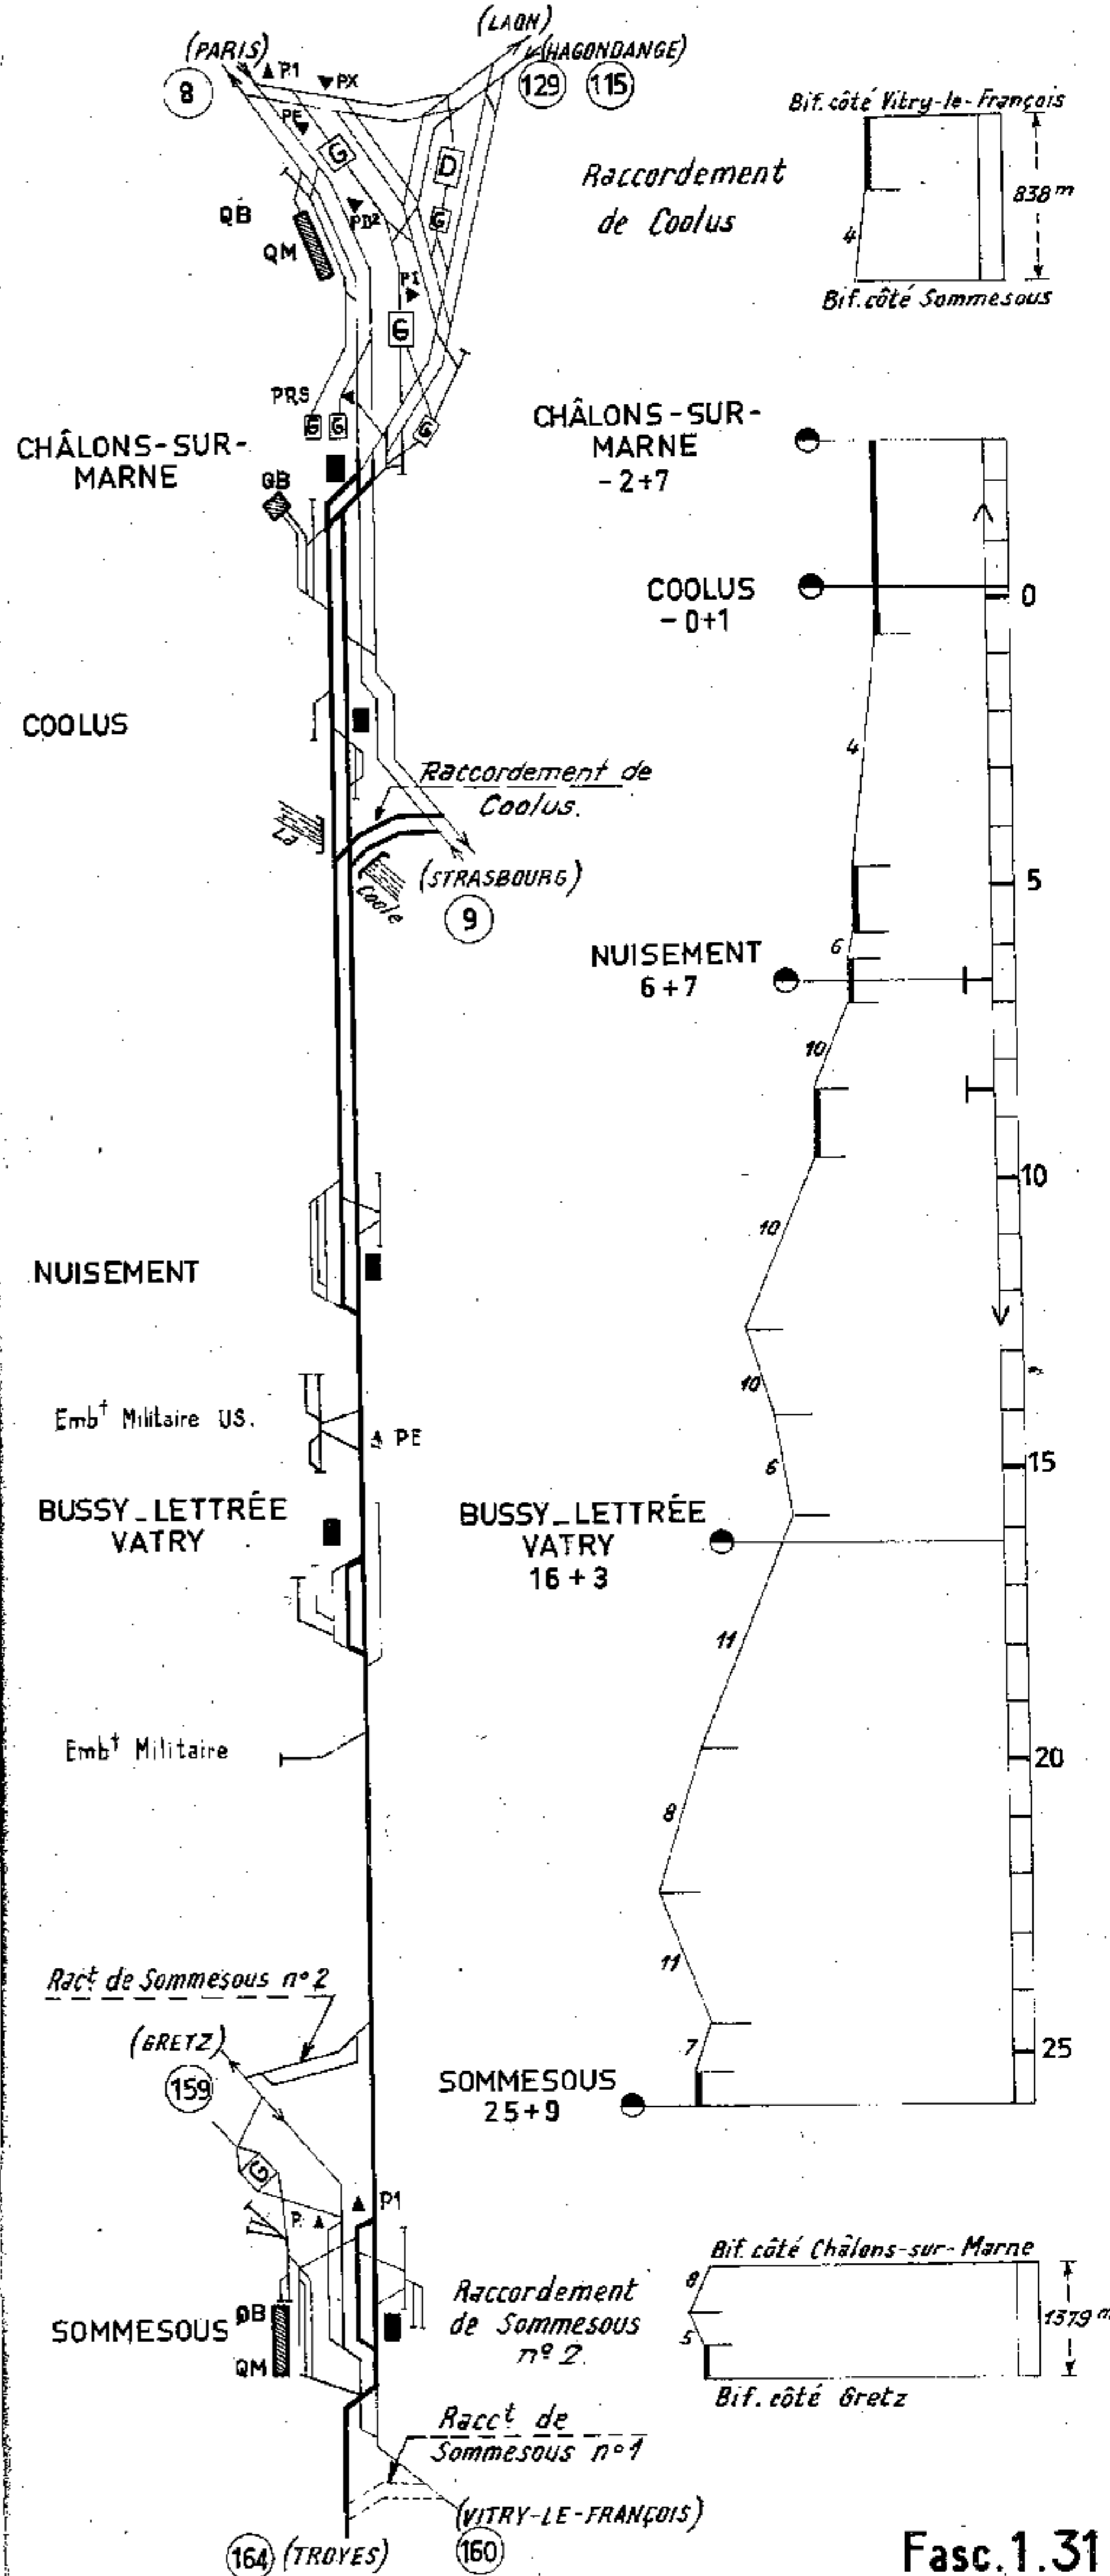 (LAON)
(PARIS)
P1
PX
(HAGONDANGE)
8
129
115
PE
G
D
QB
QM
PD2
G
PI
G
PRS
G
G
G
CHÂLONS-SUR-
MARNE
QB
COOLUS
Raccordement de
Coolus.
La
Coole
(STRASBOURG)
9
NUISEMENT
Embt Militaire US.
PE
BUSSY_LETTRÉE
VATRY
Embt Militaire
Ract de Sommesous n°2
(GRETZ)
159
G
P1
P.
SOMMESOUS
QB
QM
Racct de
Sommesous n°1
(VITRY-LE-FRANÇOIS)
164
(TROYES)
160
Bif. côté Vitry-le-François
Raccordement
de Coolus
838 m
4
Bif. côté Sommesous
CHÂLONS-SUR-
MARNE
-2+7
COOLUS
-0+1
0
4
5
NUISEMENT
6+7
6
10
10
10
10
6
15
BUSSY_LETTRÉE
VATRY
16+3
11
20
8
11
7
25
SOMMESOUS
25+9
Bif. côté Châlons-sur-Marne
8
Raccordement
de Sommesous
n° 2.
5
1379 m
Bif. côté Gretz
Fasc.1.31